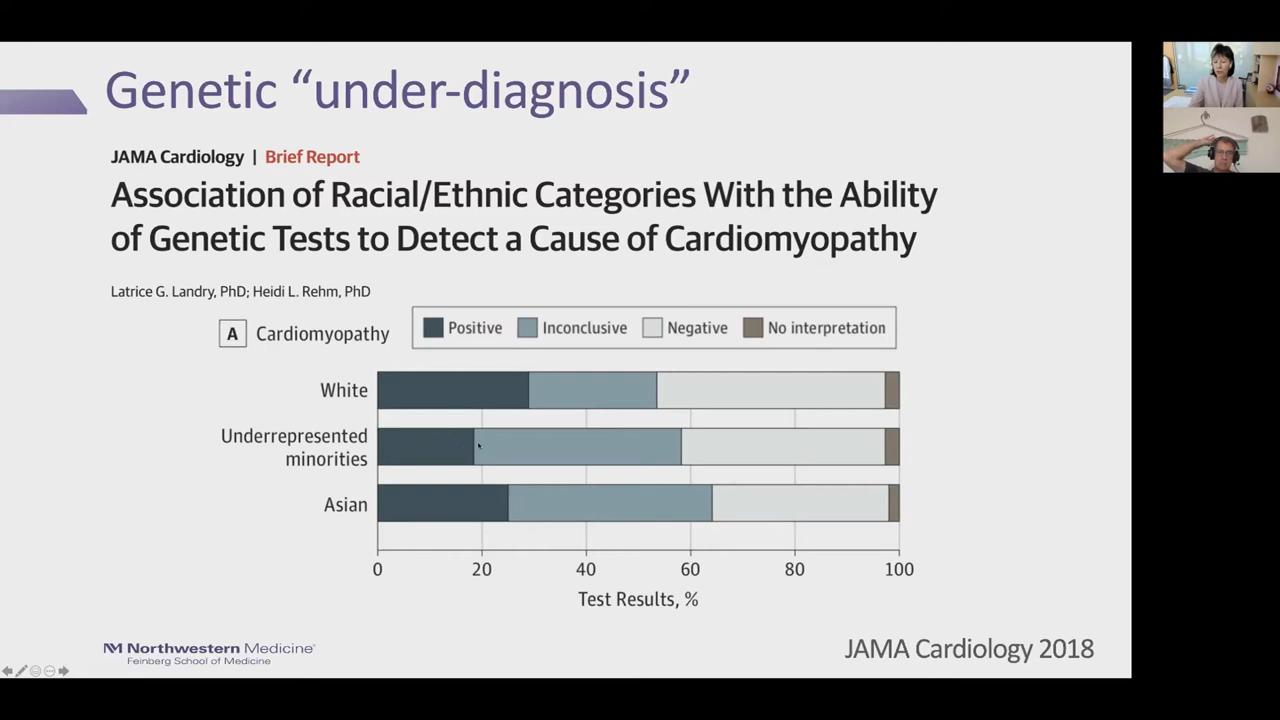 Genetic “under-diagnosis”
JAMA Cardiology | Brief Report
Association of Racial/Ethnic Categories With the Ability
of Genetic Tests to Detect a Cause of Cardiomyopathy
Latrice G. Landry, PhD; Heidi L. Rehm, PhD
A Cardiomyopathy
Positive Inconclusive Negative No interpretation
White
Underrepresented
minorities
Asian
0 20 40 60 80 100
Test Results, %
Northwestern Medicine®
Feinberg School of Medicine
JAMA Cardiology 2018